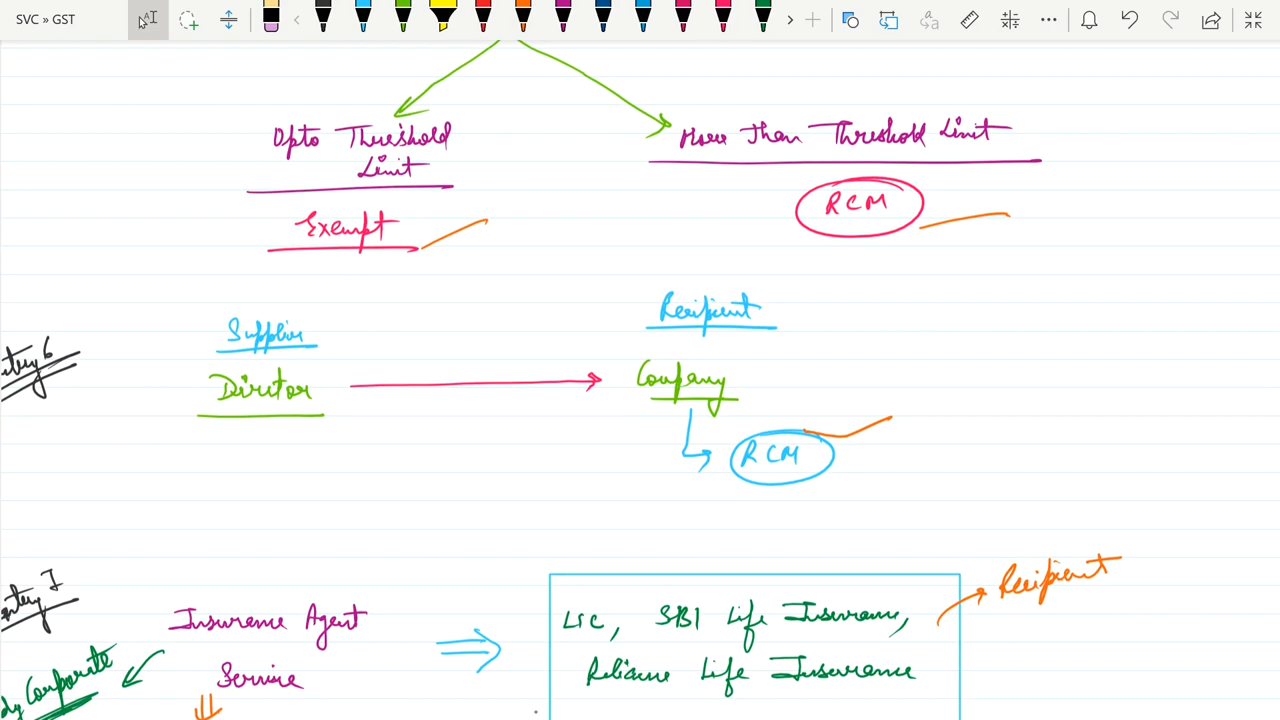 SVC » GST
Upto Threshold
Limit
More Than Threshold Limit
Exempt
RCM
Supplier
Recipient
Director
Company
RCM
Recipient
Insurance Agent
Service
LIC, SBI Life Insurance,
Reliance Life Insurance
Corporate